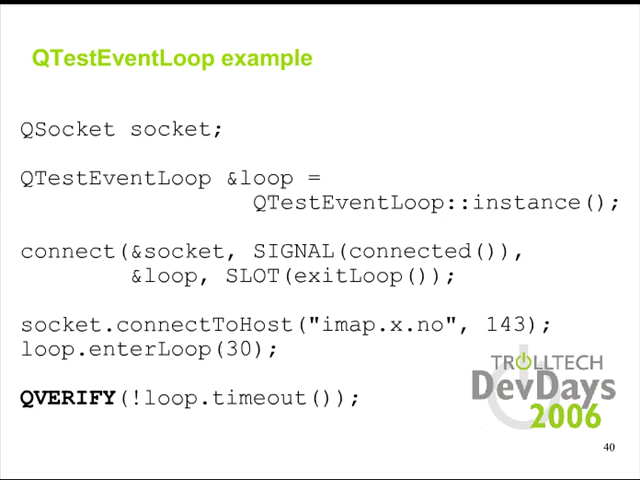 QTestEventLoop example
QSocket socket;
QTestEventLoop &loop =
QTestEventLoop::instance();
connect(&socket, SIGNAL(connected()),
&loop, SLOT(exitLoop());
socket.connectToHost("imap.x.no", 143);
loop.enterLoop(30);
QVERIFY(!loop.timeout());
TROLLTECH
DevDays
2006
40